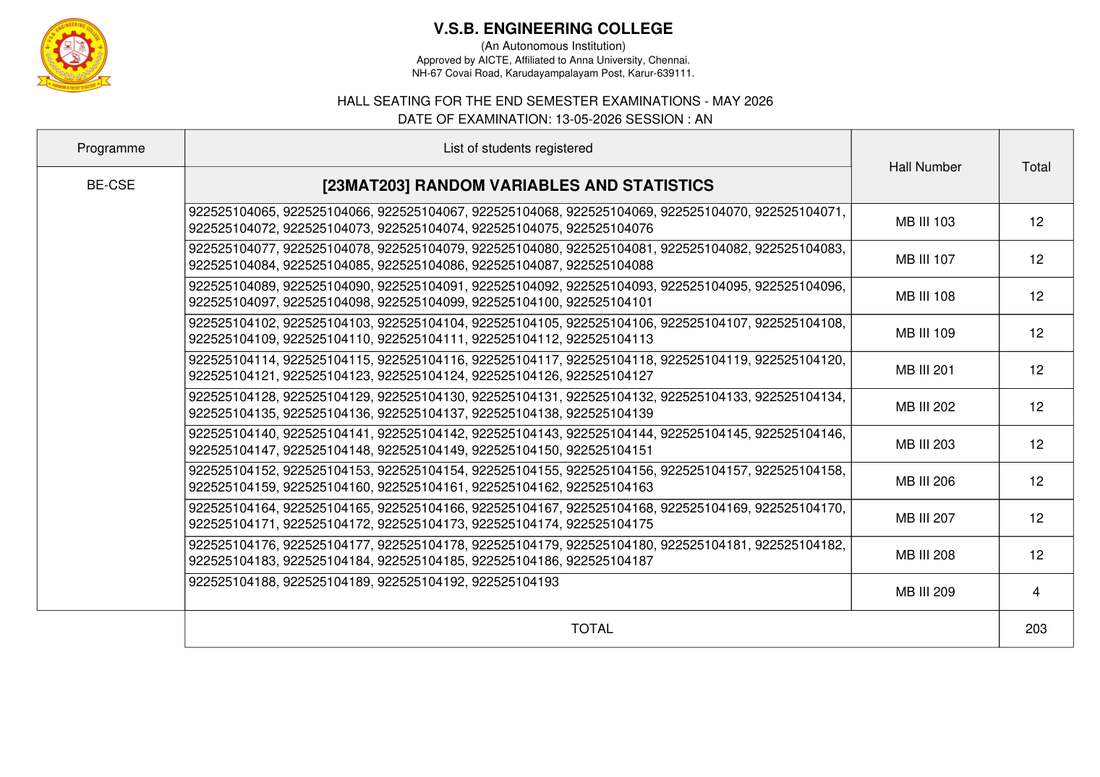 V.S.B. ENGINEERING COLLEGE
(An Autonomous Institution)
Approved by AICTE, Affiliated to Anna University, Chennai.
NH-67 Covai Road, Karudayampalayam Post, Karur-639111.
HALL SEATING FOR THE END SEMESTER EXAMINATIONS - MAY 2026
DATE OF EXAMINATION: 13-05-2026 SESSION : AN
Programme
List of students registered
Hall Number
Total
BE-CSE
[23MAT203] RANDOM VARIABLES AND STATISTICS
922525104065, 922525104066, 922525104067, 922525104068, 922525104069, 922525104070, 922525104071,
922525104072, 922525104073, 922525104074, 922525104075, 922525104076
MB III 103
12
922525104077, 922525104078, 922525104079, 922525104080, 922525104081, 922525104082, 922525104083,
922525104084, 922525104085, 922525104086, 922525104087, 922525104088
MB III 107
12
922525104089, 922525104090, 922525104091, 922525104092, 922525104093, 922525104095, 922525104096,
922525104097, 922525104098, 922525104099, 922525104100, 922525104101
MB III 108
12
922525104102, 922525104103, 922525104104, 922525104105, 922525104106, 922525104107, 922525104108,
922525104109, 922525104110, 922525104111, 922525104112, 922525104113
MB III 109
12
922525104114, 922525104115, 922525104116, 922525104117, 922525104118, 922525104119, 922525104120,
922525104121, 922525104123, 922525104124, 922525104126, 922525104127
MB III 201
12
922525104128, 922525104129, 922525104130, 922525104131, 922525104132, 922525104133, 922525104134,
922525104135, 922525104136, 922525104137, 922525104138, 922525104139
MB III 202
12
922525104140, 922525104141, 922525104142, 922525104143, 922525104144, 922525104145, 922525104146,
922525104147, 922525104148, 922525104149, 922525104150, 922525104151
MB III 203
12
922525104152, 922525104153, 922525104154, 922525104155, 922525104156, 922525104157, 922525104158,
922525104159, 922525104160, 922525104161, 922525104162, 922525104163
MB III 206
12
922525104164, 922525104165, 922525104166, 922525104167, 922525104168, 922525104169, 922525104170,
922525104171, 922525104172, 922525104173, 922525104174, 922525104175
MB III 207
12
922525104176, 922525104177, 922525104178, 922525104179, 922525104180, 922525104181, 922525104182,
922525104183, 922525104184, 922525104185, 922525104186, 922525104187
MB III 208
12
922525104188, 922525104189, 922525104192, 922525104193
MB III 209
4
TOTAL
203